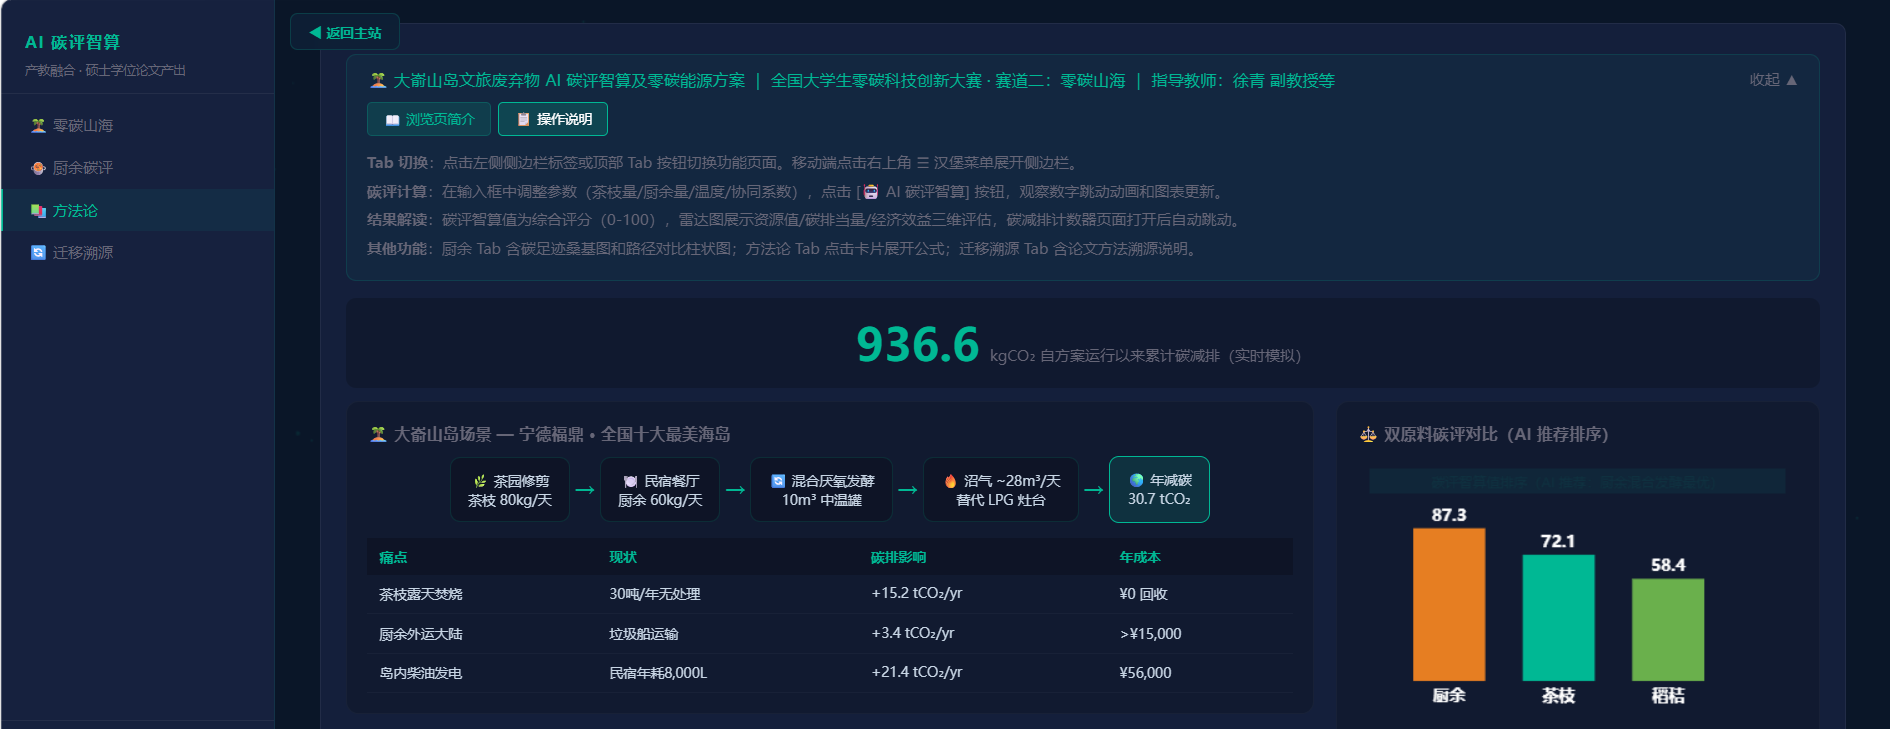 AI 碳评智算
产教融合 · 硕士学位论文产出
零碳山海
厨余碳评
方法论
迁移溯源
◀ 返回主站
大嵛山岛文旅废弃物 AI 碳评智算及零碳能源方案 | 全国大学生零碳科技创新大赛 · 赛道二：零碳山海 | 指导教师：徐青 副教授等
收起 ▲
浏览页简介
操作说明
Tab 切换：点击左侧侧边栏标签或顶部 Tab 按钮切换功能页面。移动端点击右上角 ☰ 汉堡菜单展开侧边栏。
碳评计算：在输入框中调整参数（茶枝量/厨余量/温度/协同系数），点击 [🤖 AI 碳评智算] 按钮，观察数字跳动动画和图表更新。
结果解读：碳评智算值为综合评分（0-100），雷达图展示资源值/碳排当量/经济效益三维评估，碳减排计数器页面打开后自动跳动。
其他功能：厨余 Tab 含碳足迹桑基图和路径对比柱状图；方法论 Tab 点击卡片展开公式；迁移溯源 Tab 含论文方法溯源说明。
936.6 kgCO₂ 自方案运行以来累计碳减排（实时模拟）
大嵛山岛场景 — 宁德福鼎 • 全国十大最美海岛
茶园修剪
茶枝 80kg/天
→
民宿餐厅
厨余 60kg/天
→
混合厌氧发酵
10m³ 中温罐
→
沼气 ~28m³/天
替代 LPG 灶台
→
年减碳
30.7 tCO₂
痛点 现状 碳排影响 年成本
茶枝露天焚烧 30吨/年无处理 +15.2 tCO₂/yr ¥0 回收
厨余外运大陆 垃圾船运输 +3.4 tCO₂/yr >¥15,000
岛内柴油发电 民宿年耗8,000L +21.4 tCO₂/yr ¥56,000
双原料碳评对比（AI 推荐排序）
87.3
72.1
58.4
厨余
茶枝
稻秸